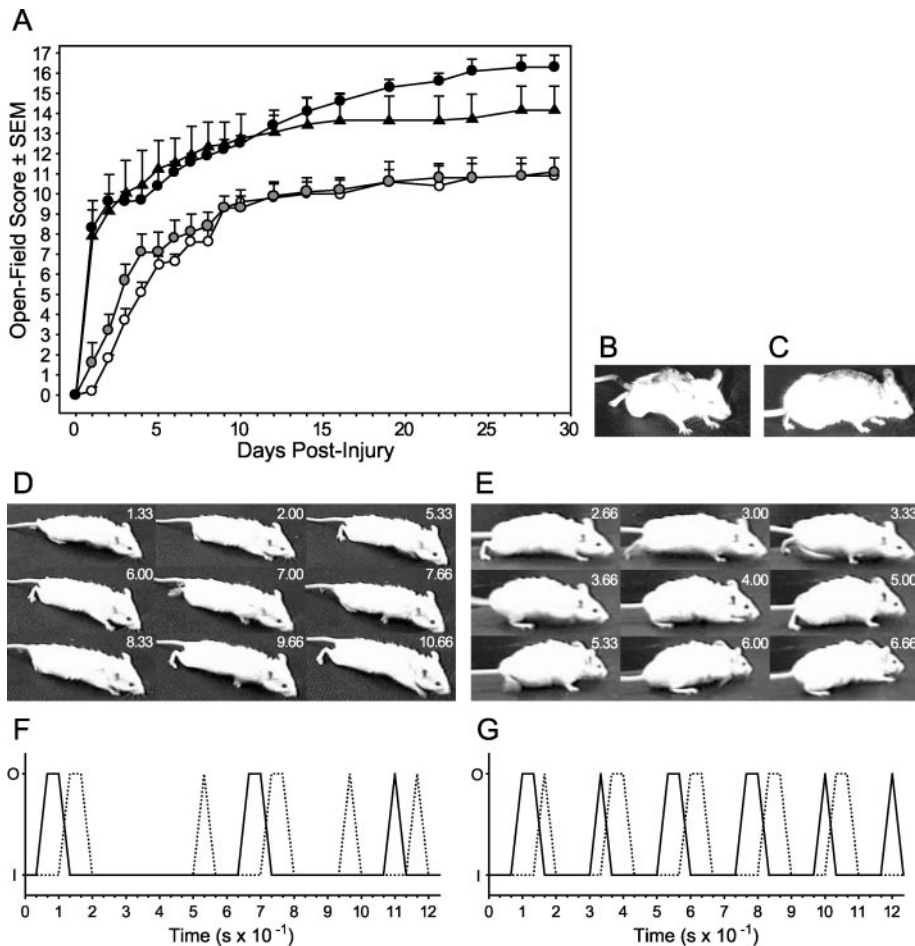 A
17
16
15
14
13
12
11
10
9
8
7
6
5
4
3
2
1
0
Open-Field Score ± SEM
0 5 10 15 20 25 30
Days Post-Injury
B C
D E
1.33 2.00 5.33
6.00 7.00 7.66
8.33 9.66 10.66
2.66 3.00 3.33
3.66 4.00 5.00
5.33 6.00 6.66
F
O
I
0 1 2 3 4 5 6 7 8 9 10 11 12
Time (s x 10⁻¹)
G
O
I
0 1 2 3 4 5 6 7 8 9 10 11 12
Time (s x 10⁻¹)